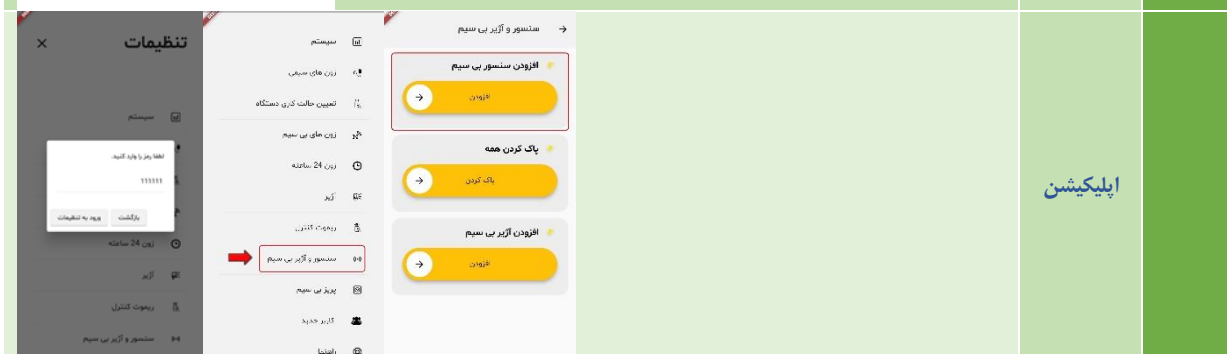 اپلیکیشن
→ سنسور و آژیر بی سیم
افزودن سنسور بی سیم
افزودن
پاک کردن همه
پاک کردن
افزودن آژیر بی سیم
افزودن
سیستم
زون های سیمی
تعیین حالت کاری دستگاه
زون های بی سیم
زون 24 ساعته
آژیر
ریموت کنترل
سنسور و آژیر بی سیم
پریز بی سیم
کاربر جدید
راهنما
تنظیمات
×
سیستم
لطفا رمز را وارد کنید.
111111
بازگشت
ورود به تنظیمات
زون 24 ساعته
آژیر
ریموت کنترل
سنسور و آژیر بی سیم